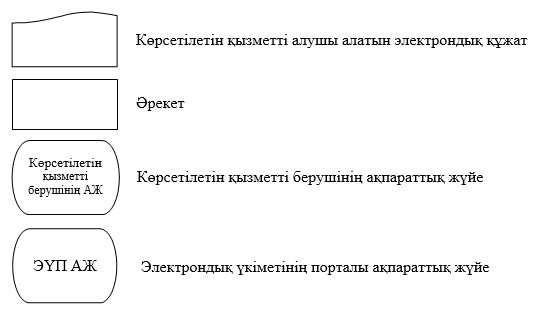 Көрсетілетін қызметті алушы алатын электрондық құжат
Әрекет
Көрсетілетін
қызметті
берушінің АЖ
Көрсетілетін қызметті берушінің ақпараттық жүйе
ЭҮП АЖ
Электрондық үкіметінің порталы ақпараттық жүйе